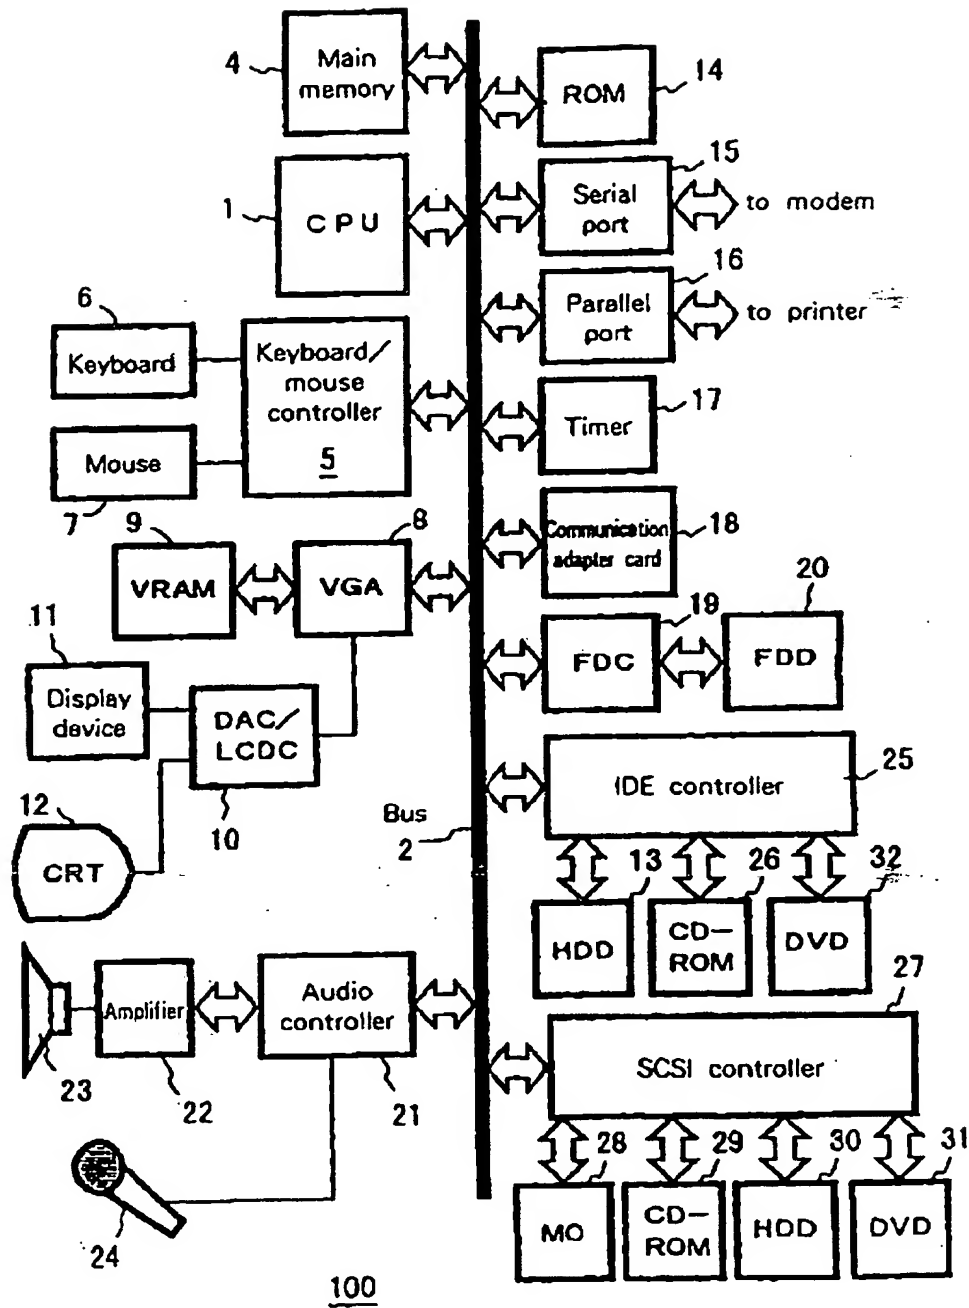 4
Main
memory
ROM
14
1
CPU
15
Serial
port
to modem
16
Parallel
port
to printer
6
Keyboard
Keyboard/
mouse
controller
5
Mouse
7
Timer
17
9
VRAM
8
VGA
Communication
adapter card
18
19
FDC
20
FDD
11
Display
device
DAC/
LCDC
10
12
CRT
Bus
2
IDE controller
25
13
HDD
26
CD-
ROM
32
DVD
23
Amplifier
22
Audio
controller
21
24
27
SCSI controller
28
MO
29
CD-
ROM
30
HDD
31
DVD
100